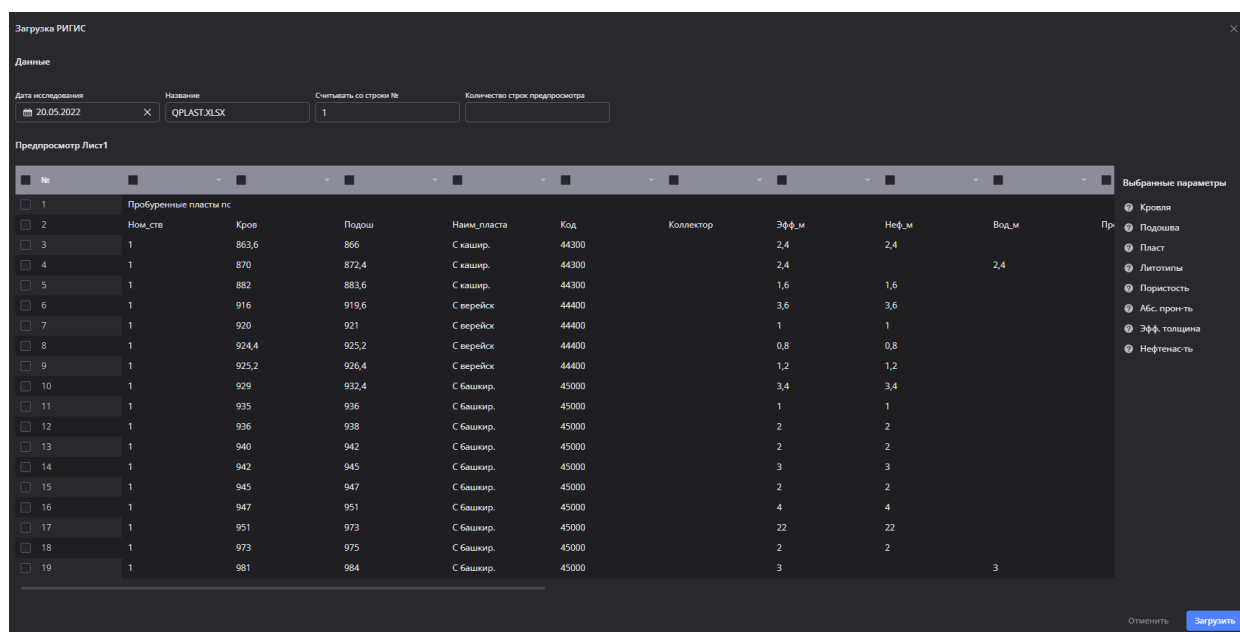 Загрузка РИГИС
Данные
Дата исследования Название Считывать со строки № Количество строк предпросмотра
20.05.2022 QPLAST.XLSX 1
Предпросмотр Лист1
№ Выбранные параметры
1 Пробуренные пласты пс Кровля
2 Ном_ств Кров Подош Наим_пласта Код Коллектор Эфф_м Неф_м Вод_м Подошва
3 1 863,6 866 С кашир. 44300 2,4 2,4 Пласт
4 1 870 872,4 С кашир. 44300 2,4 2,4 Литотипы
5 1 882 883,6 С кашир. 44300 1,6 1,6 Пористость
6 1 916 919,6 С верейск 44400 3,6 3,6 Абс. прон-ть
7 1 920 921 С верейск 44400 1 1 Эфф. толщина
8 1 924,4 925,2 С верейск 44400 0,8 0,8 Нефтенас-ть
9 1 925,2 926,4 С верейск 44400 1,2 1,2
10 1 929 932,4 С башкир. 45000 3,4 3,4
11 1 935 936 С башкир. 45000 1 1
12 1 936 938 С башкир. 45000 2 2
13 1 940 942 С башкир. 45000 2 2
14 1 942 945 С башкир. 45000 3 3
15 1 945 947 С башкир. 45000 2 2
16 1 947 951 С башкир. 45000 4 4
17 1 951 973 С башкир. 45000 22 22
18 1 973 975 С башкир. 45000 2 2
19 1 981 984 С башкир. 45000 3 3
Отменить Загрузить